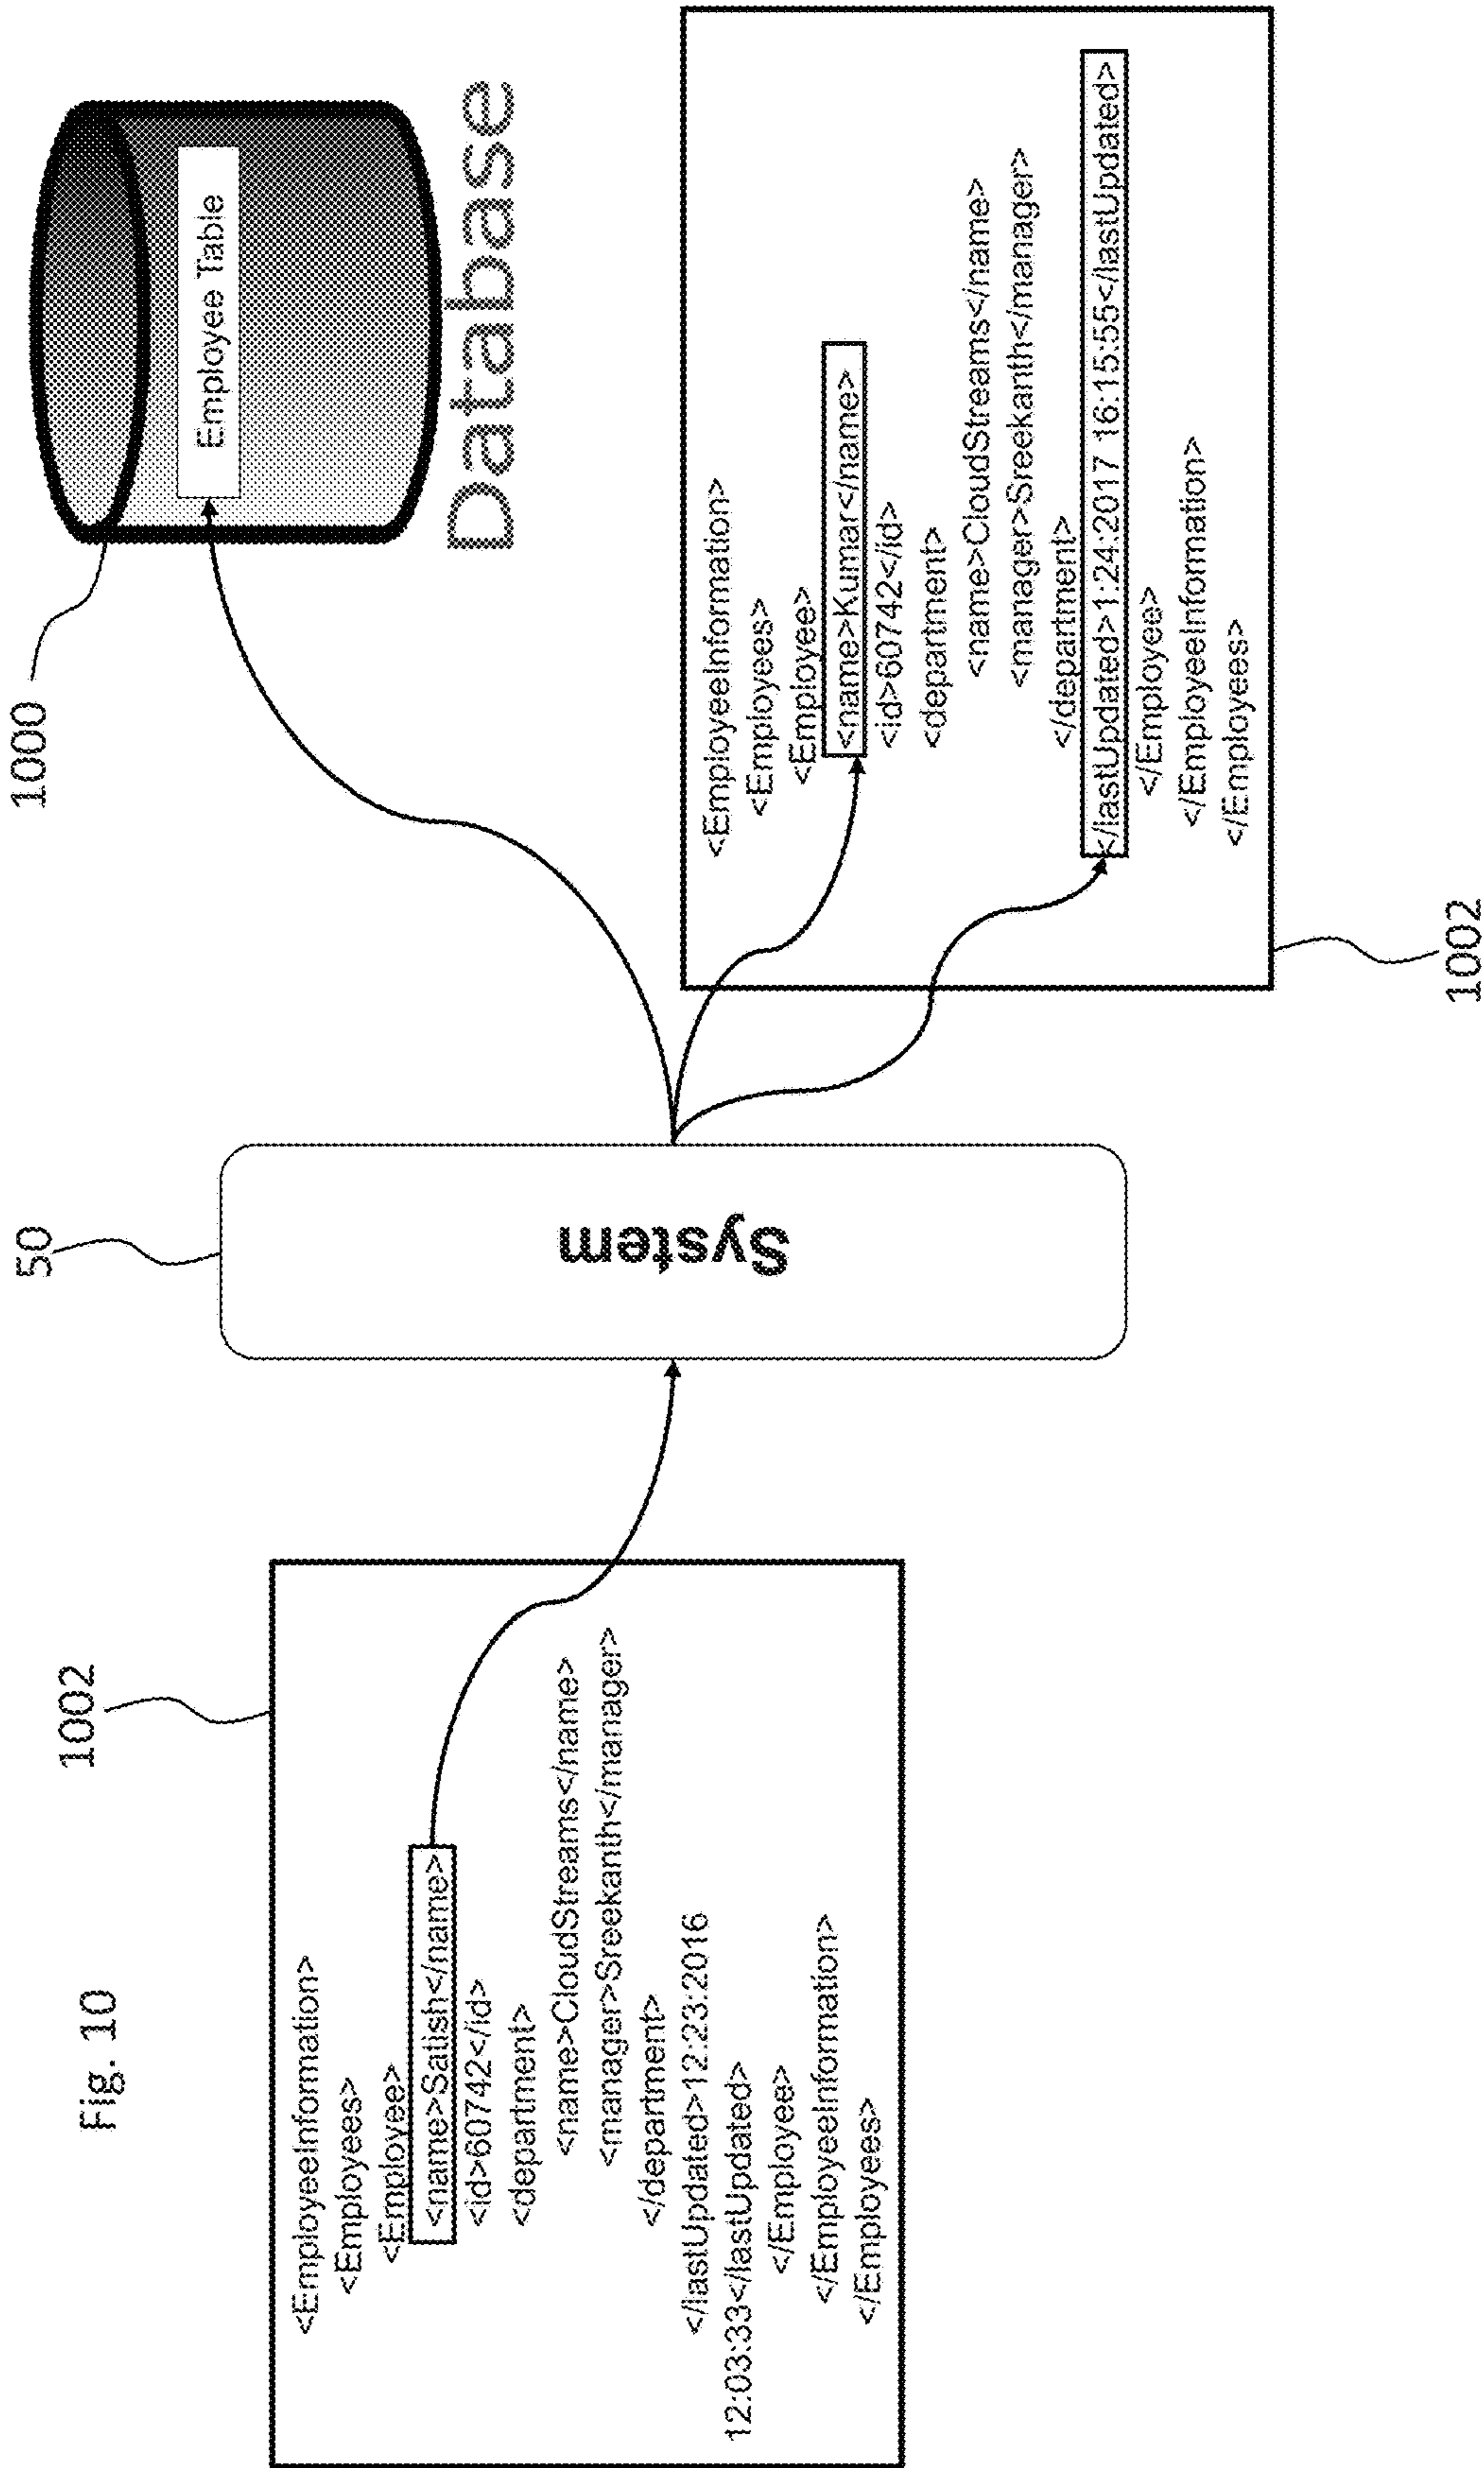 Fig. 10
1002
<EmployeeInformation>
<Employees>
<Employee>
<name>Satish</name>
<id>60742</id>
<department>
<name>CloudStreams</name>
<manager>Sreekanth</manager>
</department>
</lastUpdated>12:23:2016
12:03:33</lastUpdated>
</Employee>
</EmployeeInformation>
</Employees>
50
System
1000
Employee Table
Database
<EmployeeInformation>
<Employees>
<Employee>
<name>Kumar</name>
<id>60742</id>
<department>
<name>CloudStreams</name>
<manager>Sreekanth</manager>
</department>
</lastUpdated>1:24:2017 16:15:55</lastUpdated>
</Employee>
</EmployeeInformation>
</Employees>
1002